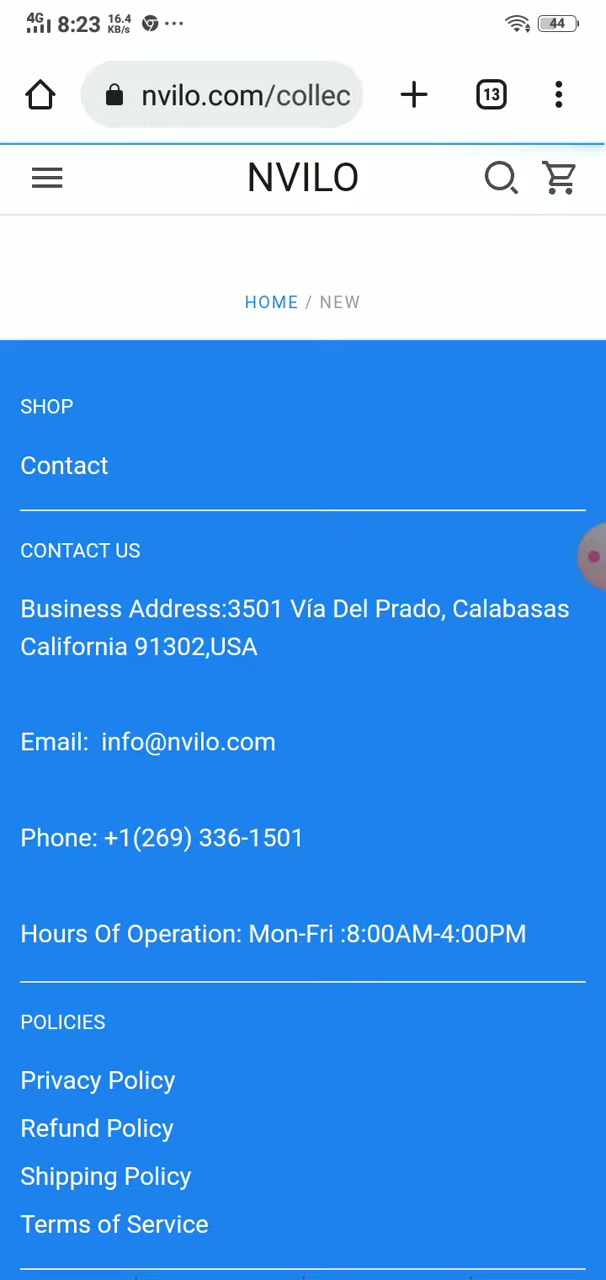 4G 8:23 16.4 KB/s ... 44
nvilo.com/collec 13
NVILO
HOME / NEW
SHOP
Contact
CONTACT US
Business Address:3501 Vía Del Prado, Calabasas
California 91302,USA
Email: info@nvilo.com
Phone: +1(269) 336-1501
Hours Of Operation: Mon-Fri :8:00AM-4:00PM
POLICIES
Privacy Policy
Refund Policy
Shipping Policy
Terms of Service